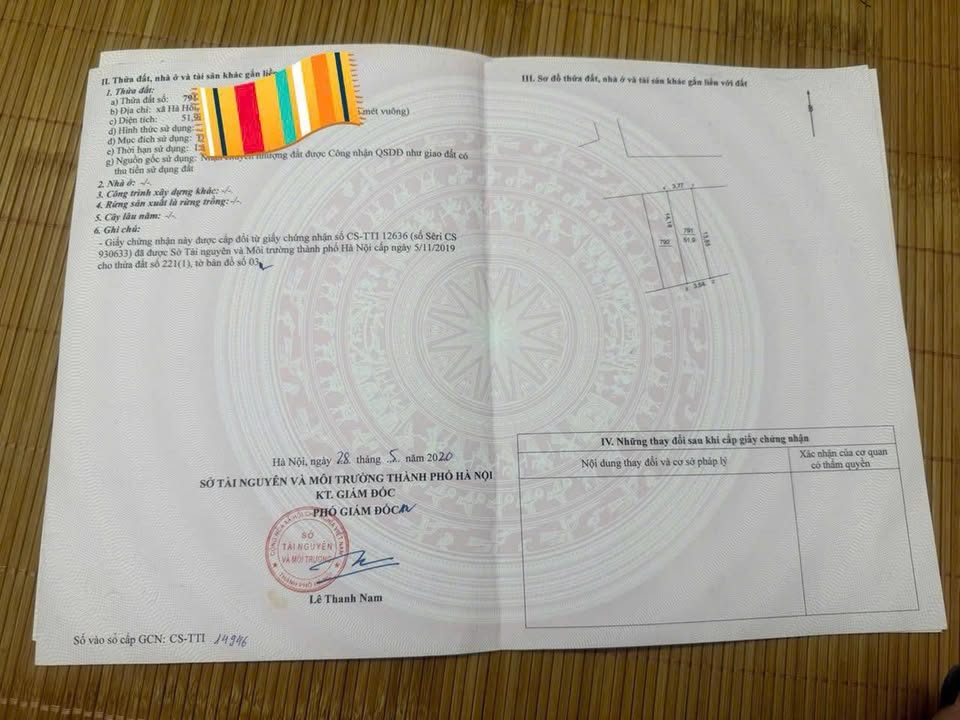 II. Thửa đất, nhà ở và tài sản khác gắn liền
1. Thửa đất:
a) Thửa đất số: 791
b) Địa chỉ: xã Hà Hồi,
c) Diện tích: 51,9 mét vuông)
d) Hình thức sử dụng:
đ) Mục đích sử dụng:
e) Thời hạn sử dụng:
g) Nguồn gốc sử dụng: Nhận chuyển nhượng đất được Công nhận QSDĐ như giao đất có
thu tiền sử dụng đất
2. Nhà ở: -/-
3. Công trình xây dựng khác: -/-
4. Rừng sản xuất là rừng trồng: -/-
5. Cây lâu năm: -/-
6. Ghi chú:
- Giấy chứng nhận này được cấp đổi từ giấy chứng nhận số CS-TTI 12636 (số Sêri CS
930633) đã được Sở Tài nguyên và Môi trường thành phố Hà Nội cấp ngày 5/11/2019
cho thửa đất số 221(1), tờ bản đồ số 03
Hà Nội, ngày 28 tháng 5 năm 2020
SỞ TÀI NGUYÊN VÀ MÔI TRƯỜNG THÀNH PHỐ HÀ NỘI
KT. GIÁM ĐỐC
PHÓ GIÁM ĐỐC
SỞ
TÀI NGUYÊN
VÀ MÔI TRƯỜNG
Lê Thanh Nam
Số vào sổ cấp GCN: CS-TTI 14946
III. Sơ đồ thửa đất, nhà ở và tài sản khác gắn liền với đất
B
3,77
14,18
791
51,9
13,88
792
3,64
IV. Những thay đổi sau khi cấp giấy chứng nhận
Nội dung thay đổi và cơ sở pháp lý
Xác nhận của cơ quan
có thẩm quyền